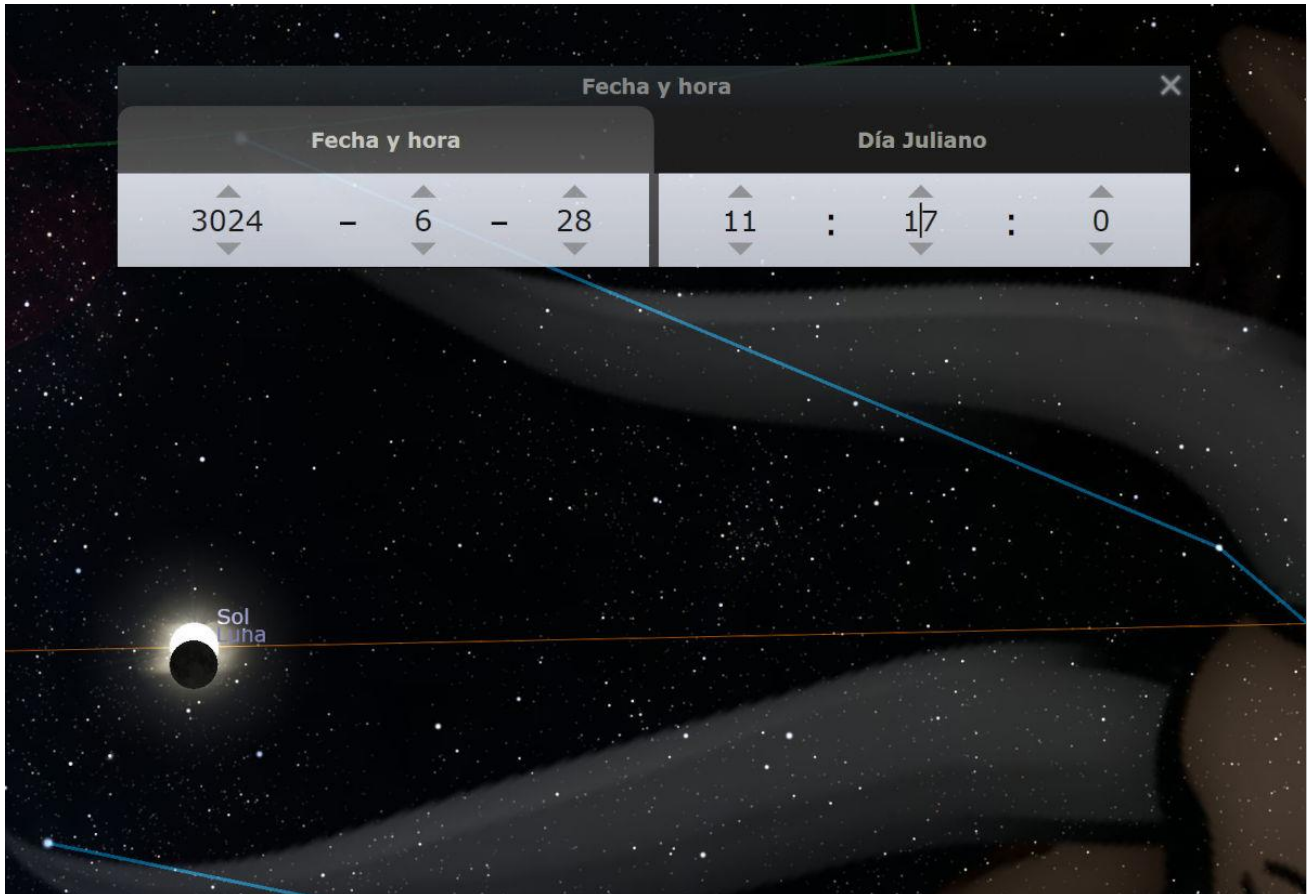 Fecha y hora
Fecha y hora Día Juliano
3024 – 6 – 28 11 : 17 : 0
Sol
Luna